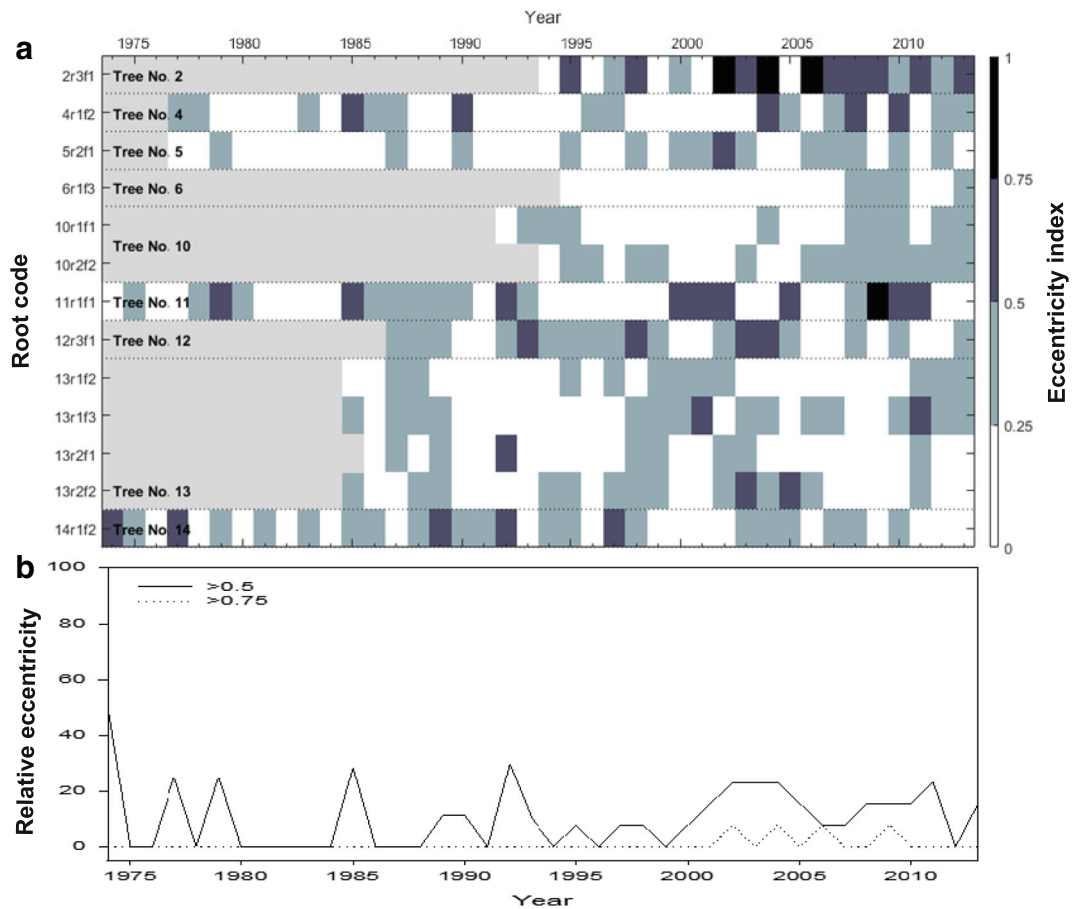 Year
a
1975 1980 1985 1990 1995 2000 2005 2010
2r3f1 Tree No. 2
4r1f2 Tree No. 4
5r2f1 Tree No. 5
6r1f3 Tree No. 6
10r1f1
Tree No. 10
10r2f2
11r1f1 Tree No. 11
12r3f1 Tree No. 12
13r1f2
13r1f3
13r2f1
13r2f2 Tree No. 13
14r1f2 Tree No. 14
Root code
1
0.75
0.5
0.25
0
Eccentricity index
b
100
80
60
40
20
0
>0.5
>0.75
Relative eccentricity
1975 1980 1985 1990 1995 2000 2005 2010
Year